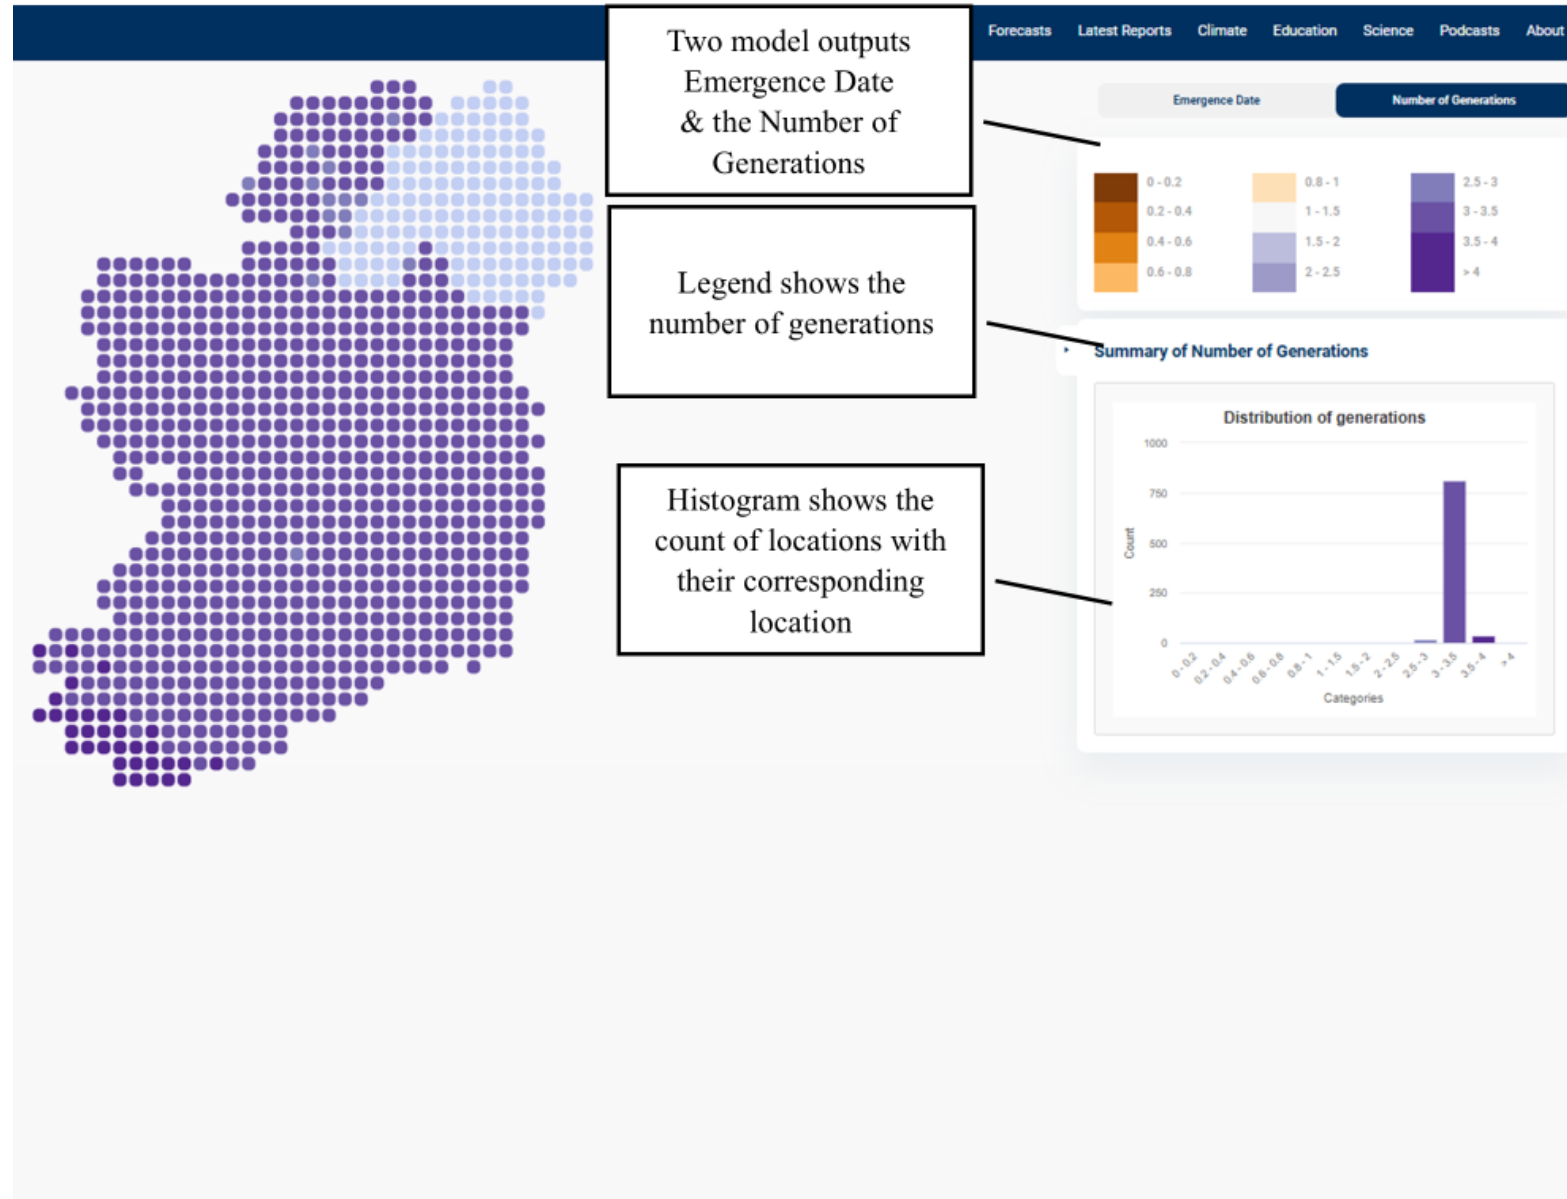 Forecasts Latest Reports Climate Education Science Podcasts About
Two model outputs
Emergence Date
& the Number of
Generations
Emergence Date Number of Generations
0 - 0.2
0.2 - 0.4
0.4 - 0.6
0.6 - 0.8
0.8 - 1
1 - 1.5
1.5 - 2
2 - 2.5
2.5 - 3
3 - 3.5
3.5 - 4
> 4
Legend shows the
number of generations
Summary of Number of Generations
Histogram shows the
count of locations with
their corresponding
location
Distribution of generations
1000
750
500
250
0
Count
0 - 0.2
0.2 - 0.4
0.4 - 0.6
0.6 - 0.8
0.8 - 1
1 - 1.5
1.5 - 2
2 - 2.5
2.5 - 3
3 - 3.5
3.5 - 4
> 4
Categories